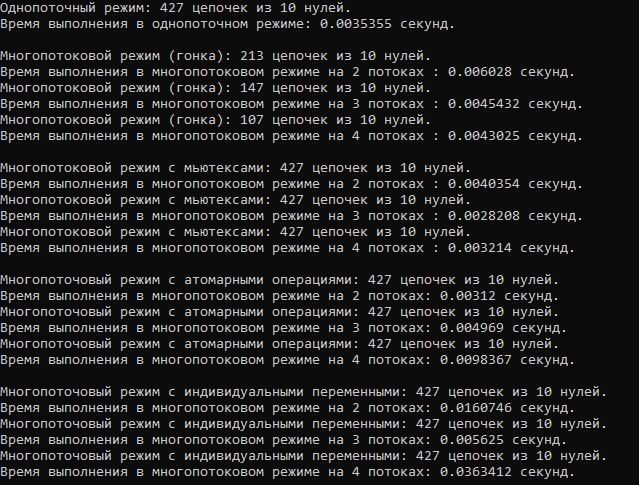 Однопоточный режим: 427 цепочек из 10 нулей.
Время выполнения в однопоточном режиме: 0.0035355 секунд.
Многопотоковой режим (гонка): 213 цепочек из 10 нулей.
Время выполнения в многопотоковом режиме на 2 потоках : 0.006028 секунд.
Многопотоковой режим (гонка): 147 цепочек из 10 нулей.
Время выполнения в многопотоковом режиме на 3 потоках : 0.0045432 секунд.
Многопотоковой режим (гонка): 107 цепочек из 10 нулей.
Время выполнения в многопотоковом режиме на 4 потоках : 0.0043025 секунд.
Многопотоковой режим с мьютексами: 427 цепочек из 10 нулей.
Время выполнения в многопотоковом режиме на 2 потоках : 0.0040354 секунд.
Многопотоковой режим с мьютексами: 427 цепочек из 10 нулей.
Время выполнения в многопотоковом режиме на 3 потоках : 0.0028208 секунд.
Многопотоковой режим с мьютексами: 427 цепочек из 10 нулей.
Время выполнения в многопотоковом режиме на 4 потоках : 0.003214 секунд.
Многопоточовый режим с атомарными операциями: 427 цепочек из 10 нулей.
Время выполнения в многопотоковом режиме на 2 потоках: 0.00312 секунд.
Многопоточовый режим с атомарными операциями: 427 цепочек из 10 нулей.
Время выполнения в многопотоковом режиме на 3 потоках: 0.004969 секунд.
Многопоточовый режим с атомарными операциями: 427 цепочек из 10 нулей.
Время выполнения в многопотоковом режиме на 4 потоках: 0.0098367 секунд.
Многопоточовый режим с индивидуальными переменными: 427 цепочек из 10 нулей.
Время выполнения в многопотоковом режиме на 2 потоках: 0.0160746 секунд.
Многопоточовый режим с индивидуальными переменными: 427 цепочек из 10 нулей.
Время выполнения в многопотоковом режиме на 3 потоках: 0.005625 секунд.
Многопоточовый режим с индивидуальными переменными: 427 цепочек из 10 нулей.
Время выполнения в многопотоковом режиме на 4 потоках: 0.0363412 секунд.